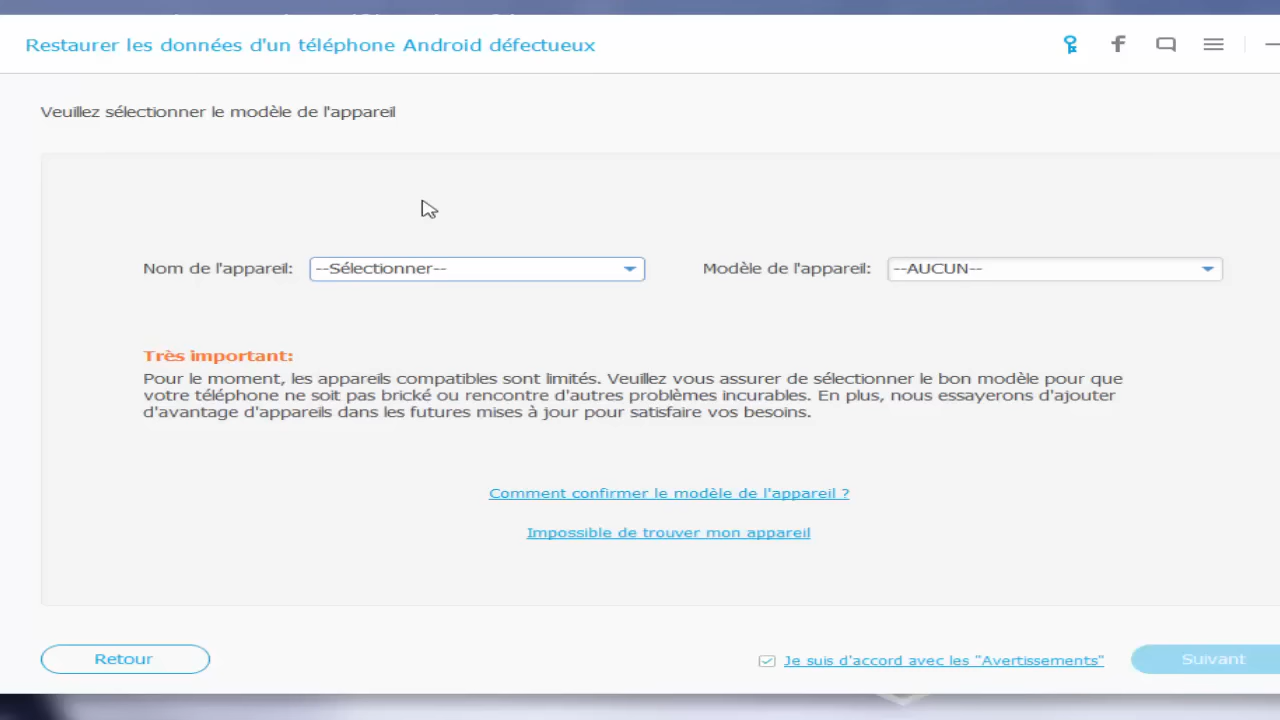 Restaurer les données d'un téléphone Android défectueux
Veuillez sélectionner le modèle de l'appareil
Nom de l'appareil: --Sélectionner-- Modèle de l'appareil: --AUCUN--
Très important:
Pour le moment, les appareils compatibles sont limités. Veuillez vous assurer de sélectionner le bon modèle pour que
votre téléphone ne soit pas brické ou rencontre d'autres problèmes incurables. En plus, nous essayerons d'ajouter
d'avantage d'appareils dans les futures mises à jour pour satisfaire vos besoins.
Comment confirmer le modèle de l'appareil ?
Impossible de trouver mon appareil
Retour Je suis d'accord avec les "Avertissements" Suivant